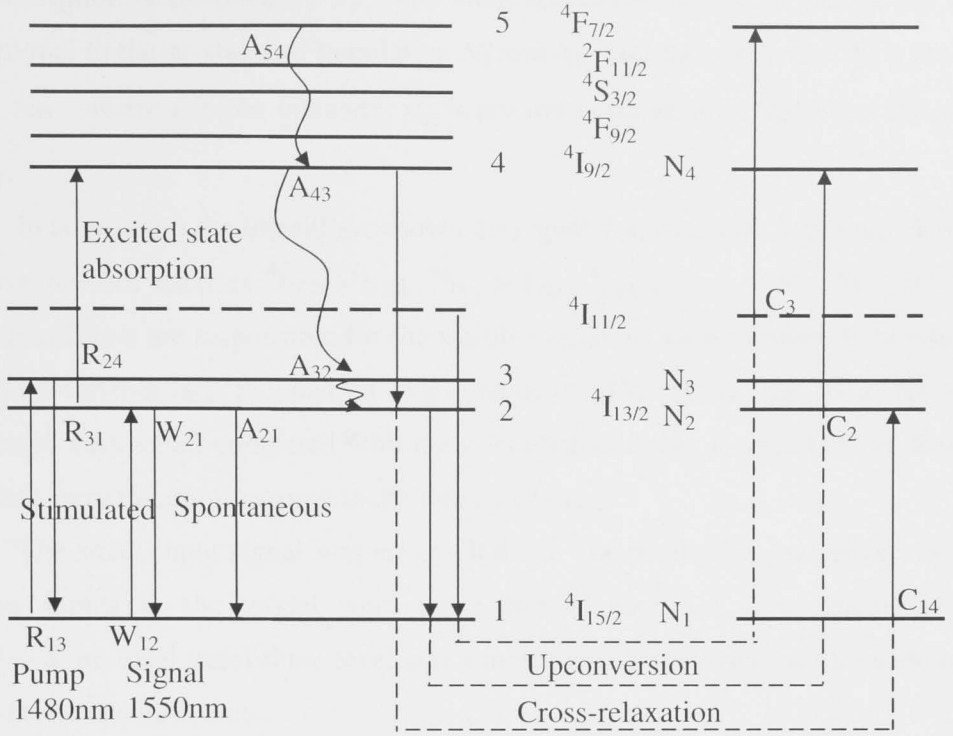 5 ⁴F₇/₂
A₅₄
²F₁₁/₂
⁴S₃/₂
⁴F₉/₂
4 ⁴I₉/₂ N₄
A₄₃
Excited state
absorption
C₃
⁴I₁₁/₂
R₂₄ A₃₂
3 N₃
2 ⁴I₁₃/₂ N₂
R₃₁ W₂₁ A₂₁ C₂
Stimulated Spontaneous
C₁₄
1 ⁴I₁₅/₂ N₁
R₁₃ W₁₂
Pump Signal Upconversion
1480nm 1550nm
Cross-relaxation